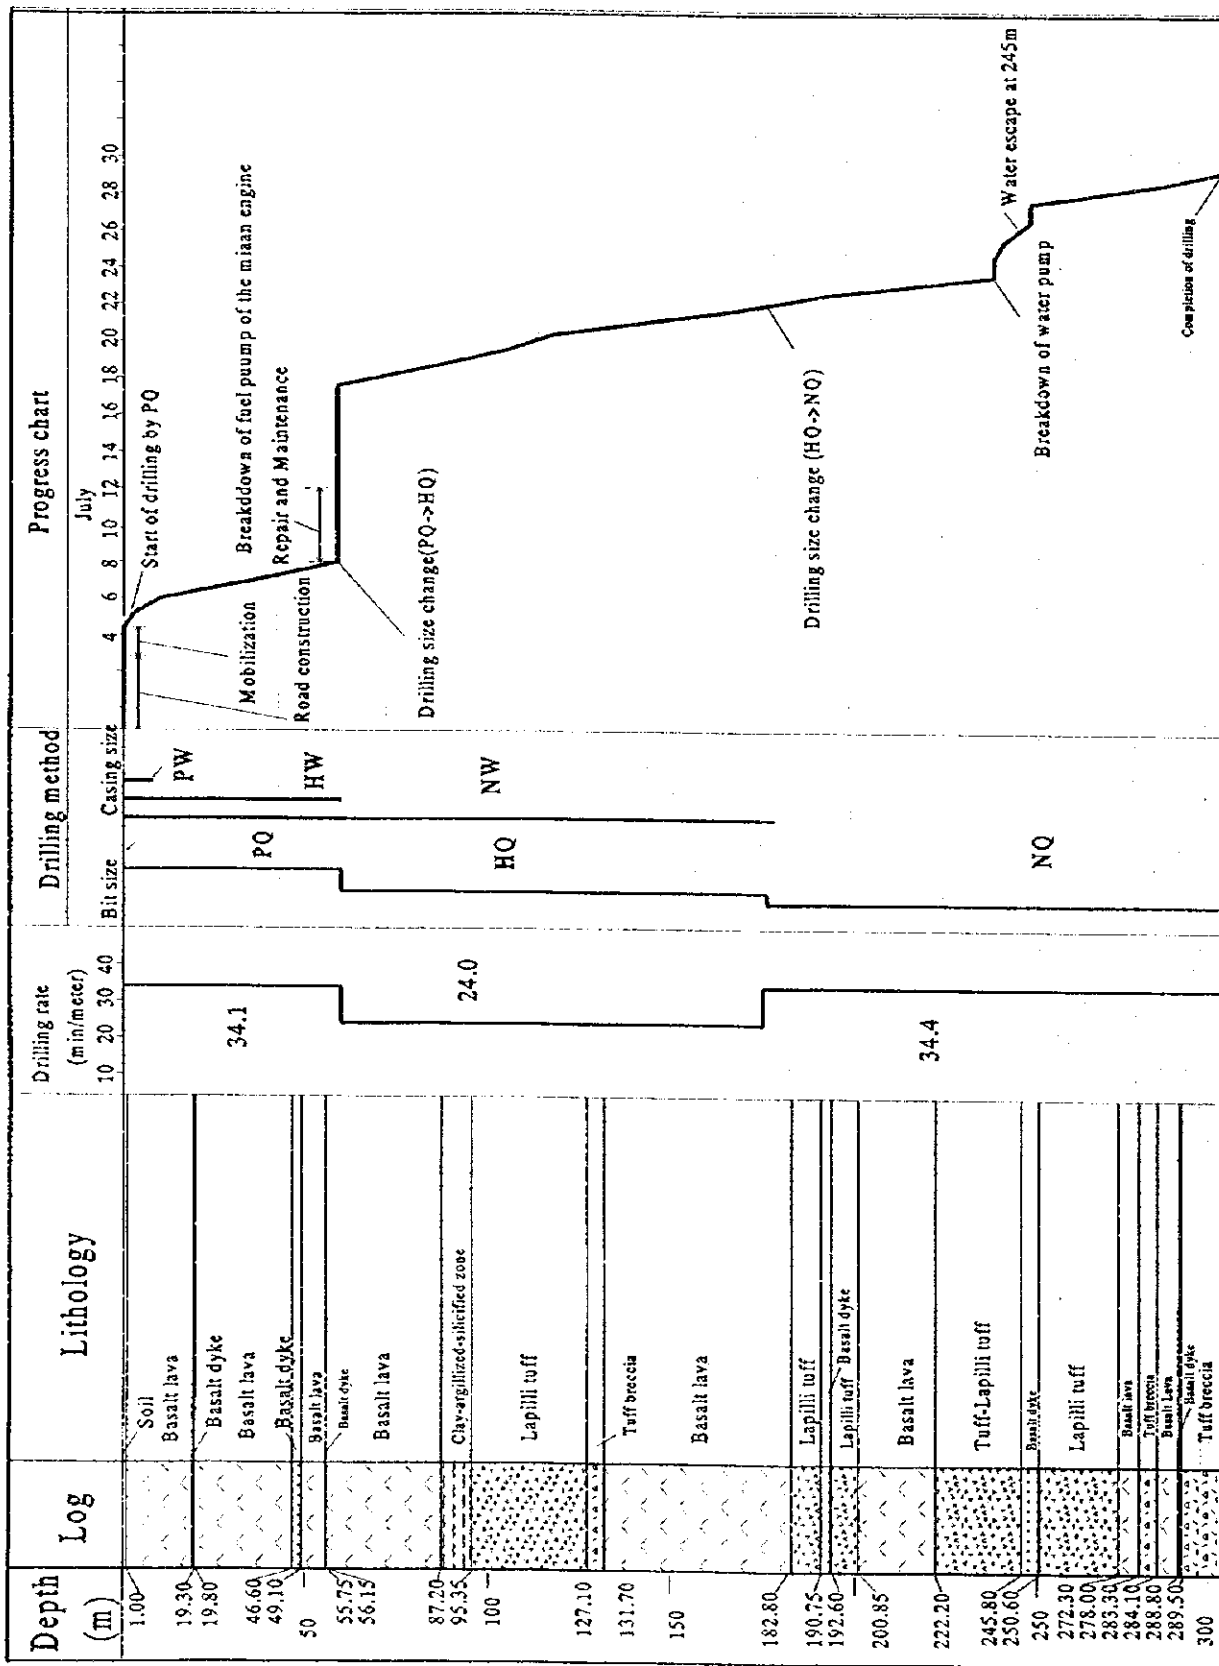 Depth
(m)
Log
Lithology
Drilling rate
(min/meter)
10 20 30 40
Drilling method
Bit size
Casing size
Progress chart
July
4 6 8 10 12 14 16 18 20 22 24 26 28 30
1.00
19.30
19.80
46.60
49.10
50
55.75
56.15
87.20
95.35
100
127.10
131.70
150
182.80
190.75
192.60
200.85
222.20
245.80
250.60
250
272.30
278.00
283.30
284.10
288.80
289.50
300
Soil
Basalt lava
Basalt dyke
Basalt lava
Basalt dyke
Basalt lava
Basalt dyke
Basalt lava
Clay-argillized-silicified zone
Lapilli tuff
Tuff breccia
Basalt lava
Lapilli tuff
Basalt dyke
Lapilli tuff
Basalt lava
Tuff-Lapilli tuff
Basalt dyke
Lapilli tuff
Basalt lava
Tuff breccia
Basalt Lava
Basalt dyke
Tuff breccia
34.1
24.0
34.4
PQ
HQ
NQ
PW
HW
NW
Start of drilling by PQ
Mobilization
Road construction
Breakddown of fuel puump of the miaan engine
Repair and Maintenance
Drilling size change(PQ->HQ)
Drilling size change (HQ->NQ)
Breakdown of water pump
Water escape at 245m
Completion of drilling